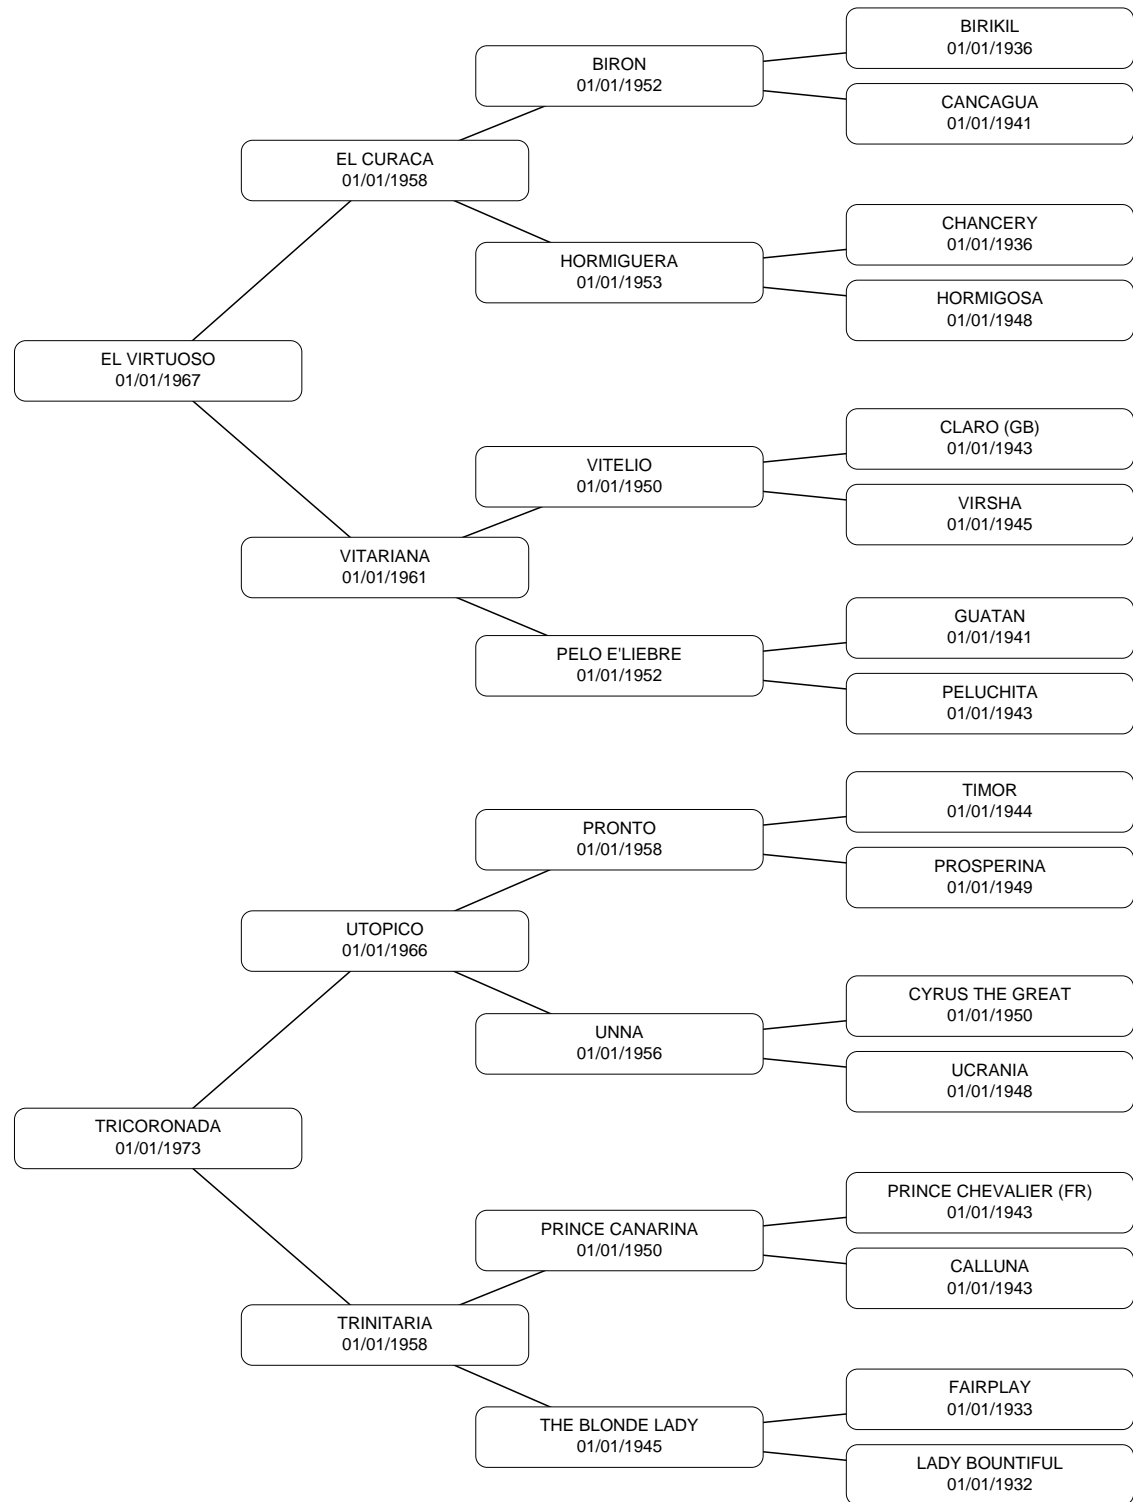 BIRIKIL
01/01/1936
BIRON
01/01/1952
CANCAGUA
01/01/1941
EL CURACA
01/01/1958
CHANCERY
01/01/1936
HORMIGUERA
01/01/1953
HORMIGOSA
01/01/1948
EL VIRTUOSO
01/01/1967
CLARO (GB)
01/01/1943
VITELIO
01/01/1950
VIRSHA
01/01/1945
VITARIANA
01/01/1961
GUATAN
01/01/1941
PELO E'LIEBRE
01/01/1952
PELUCHITA
01/01/1943
TIMOR
01/01/1944
PRONTO
01/01/1958
PROSPERINA
01/01/1949
UTOPICO
01/01/1966
CYRUS THE GREAT
01/01/1950
UNNA
01/01/1956
UCRANIA
01/01/1948
TRICORONADA
01/01/1973
PRINCE CHEVALIER (FR)
01/01/1943
PRINCE CANARINA
01/01/1950
CALLUNA
01/01/1943
TRINITARIA
01/01/1958
FAIRPLAY
01/01/1933
THE BLONDE LADY
01/01/1945
LADY BOUNTIFUL
01/01/1932